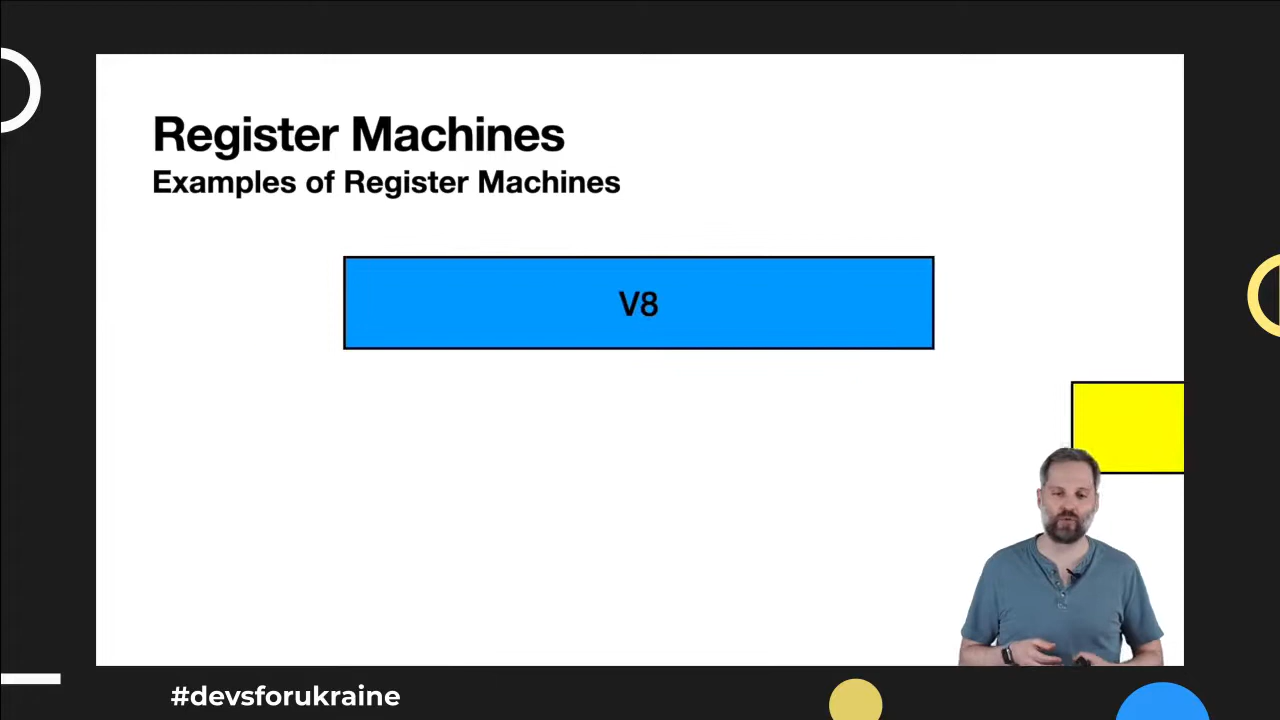 Register Machines
Examples of Register Machines
V8
#devsforukraine